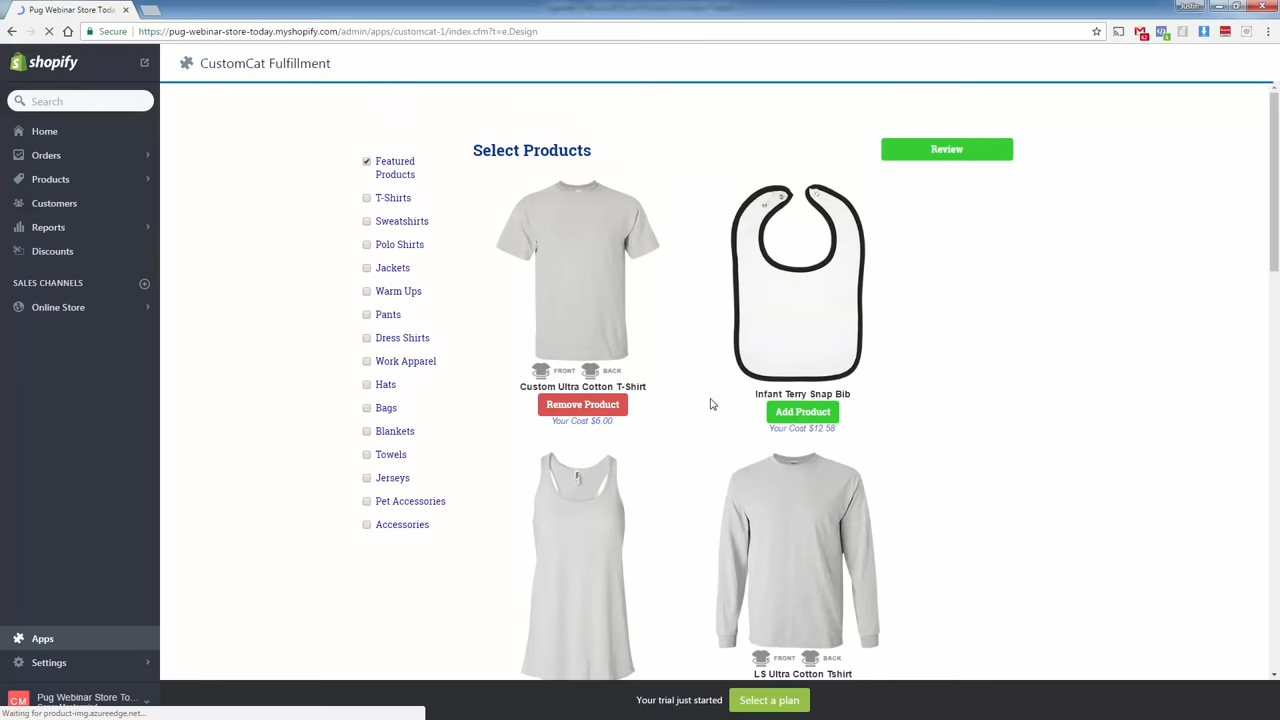 Pug Webinar Store Toda
Justin
Secure
https://pug-webinar-store-today.myshopify.com/admin/apps/customcat-1/index.cfm?t=e.Design
shopify
CustomCat Fulfillment
Search
Home
Orders
Products
Customers
Reports
Discounts
SALES CHANNELS
Online Store
Apps
Settings
CM
Pug Webinar Store To...
Waiting for product-img.azureedge.net...
Featured
Products
T-Shirts
Sweatshirts
Polo Shirts
Jackets
Warm Ups
Pants
Dress Shirts
Work Apparel
Hats
Bags
Blankets
Towels
Jerseys
Pet Accessories
Accessories
Select Products
Review
FRONT BACK
Custom Ultra Cotton T-Shirt
Remove Product
Your Cost $6.00
Infant Terry Snap Bib
Add Product
Your Cost $12.58
FRONT BACK
LS Ultra Cotton Tshirt
Your trial just started
Select a plan